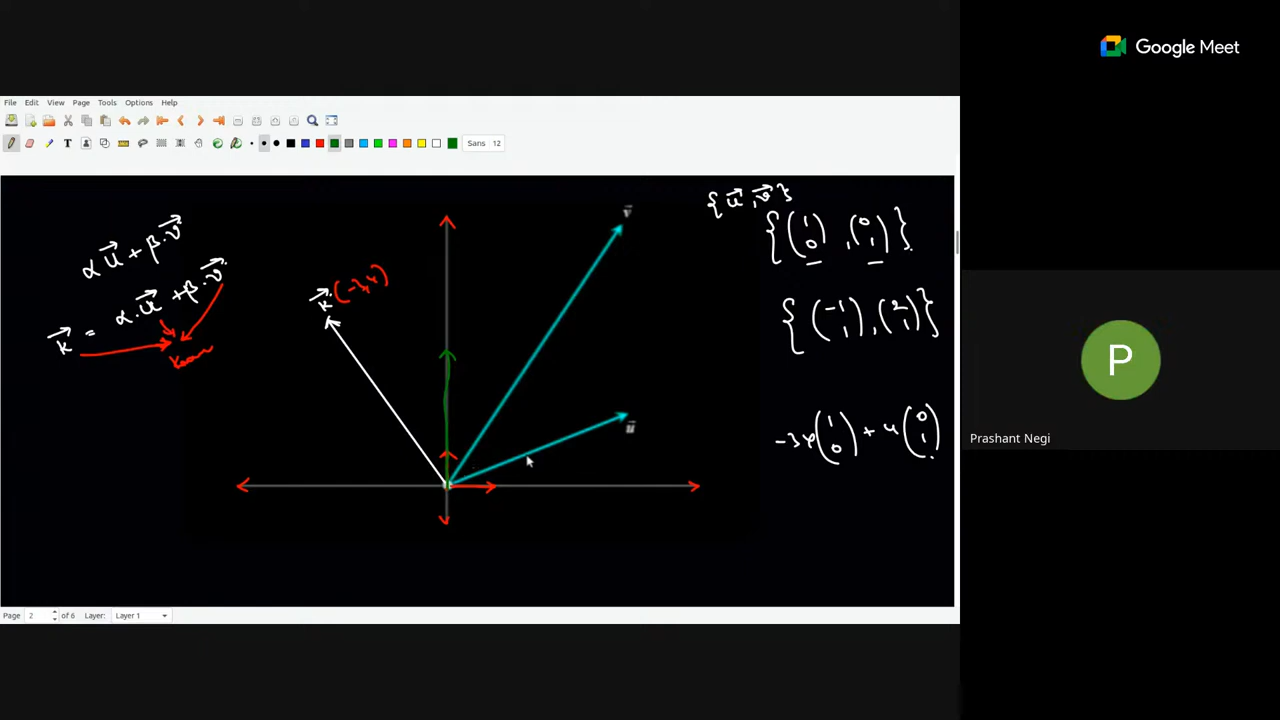 Google Meet
File Edit View Page Tools Options Help
Sans 12
{u⃗, v⃗}
{(1 0), (0 1)}
αu⃗ + β.v⃗
k⃗ = α.u⃗ + β.v⃗
k⃗ (-3,4)
v⃗
{(-1 1), (2 1)}
u⃗
(1 0) + 4 (0 1)
Prashant Negi
P
Page 2 of 6 Layer: Layer 1